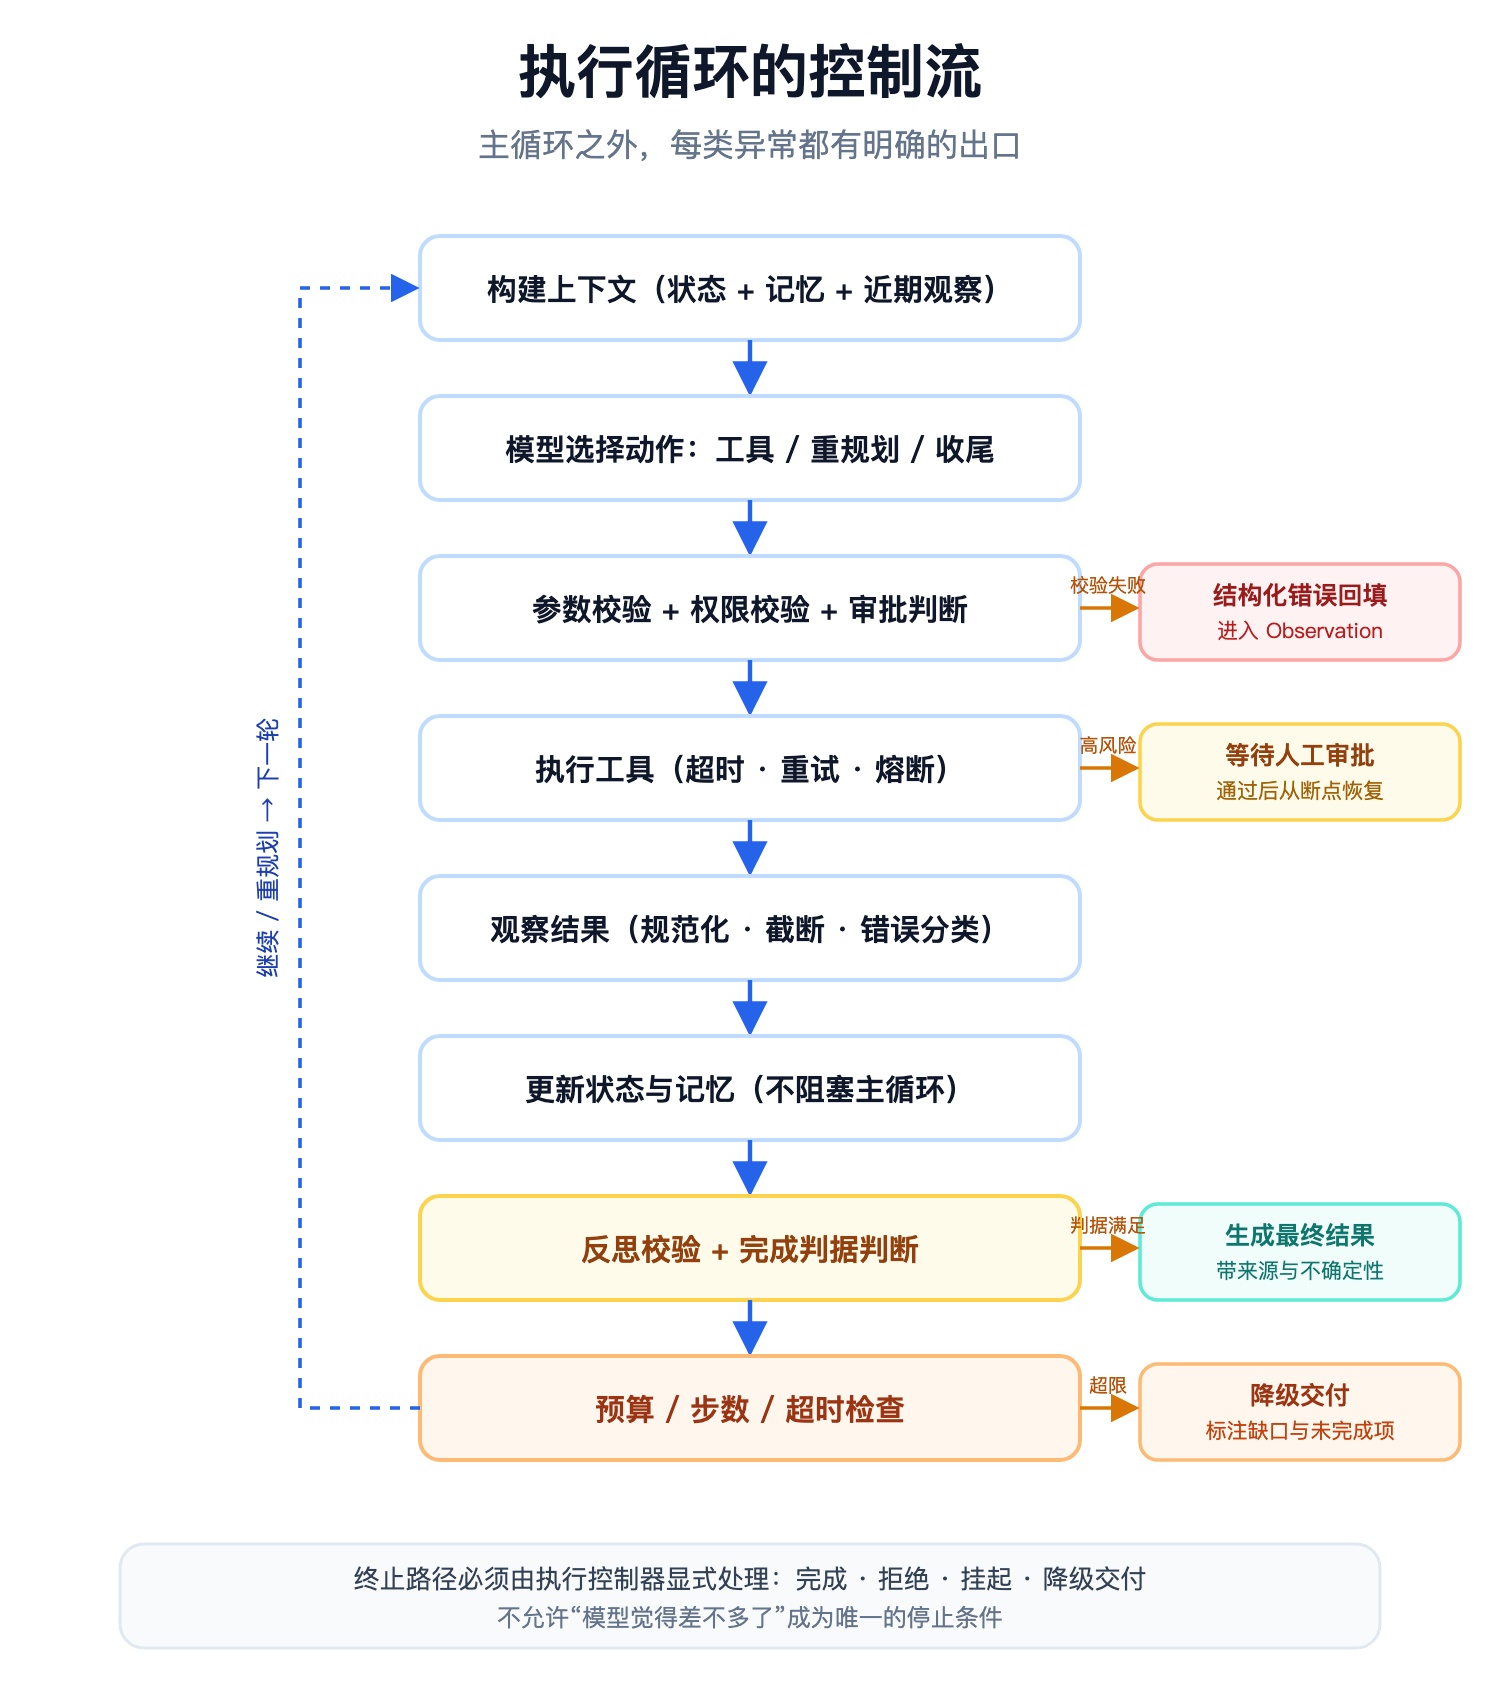 执行循环的控制流
主循环之外，每类异常都有明确的出口
构建上下文（状态 + 记忆 + 近期观察）
模型选择动作：工具 / 重规划 / 收尾
参数校验 + 权限校验 + 审批判断
校验失败
结构化错误回填
进入 Observation
执行工具（超时 · 重试 · 熔断）
高风险
等待人工审批
通过后从断点恢复
继续 / 重规划 → 下一轮
观察结果（规范化 · 截断 · 错误分类）
更新状态与记忆（不阻塞主循环）
反思校验 + 完成判据判断
判据满足
生成最终结果
带来源与不确定性
预算 / 步数 / 超时检查
超限
降级交付
标注缺口与未完成项
终止路径必须由执行控制器显式处理：完成 · 拒绝 · 挂起 · 降级交付
不允许“模型觉得差不多了”成为唯一的停止条件